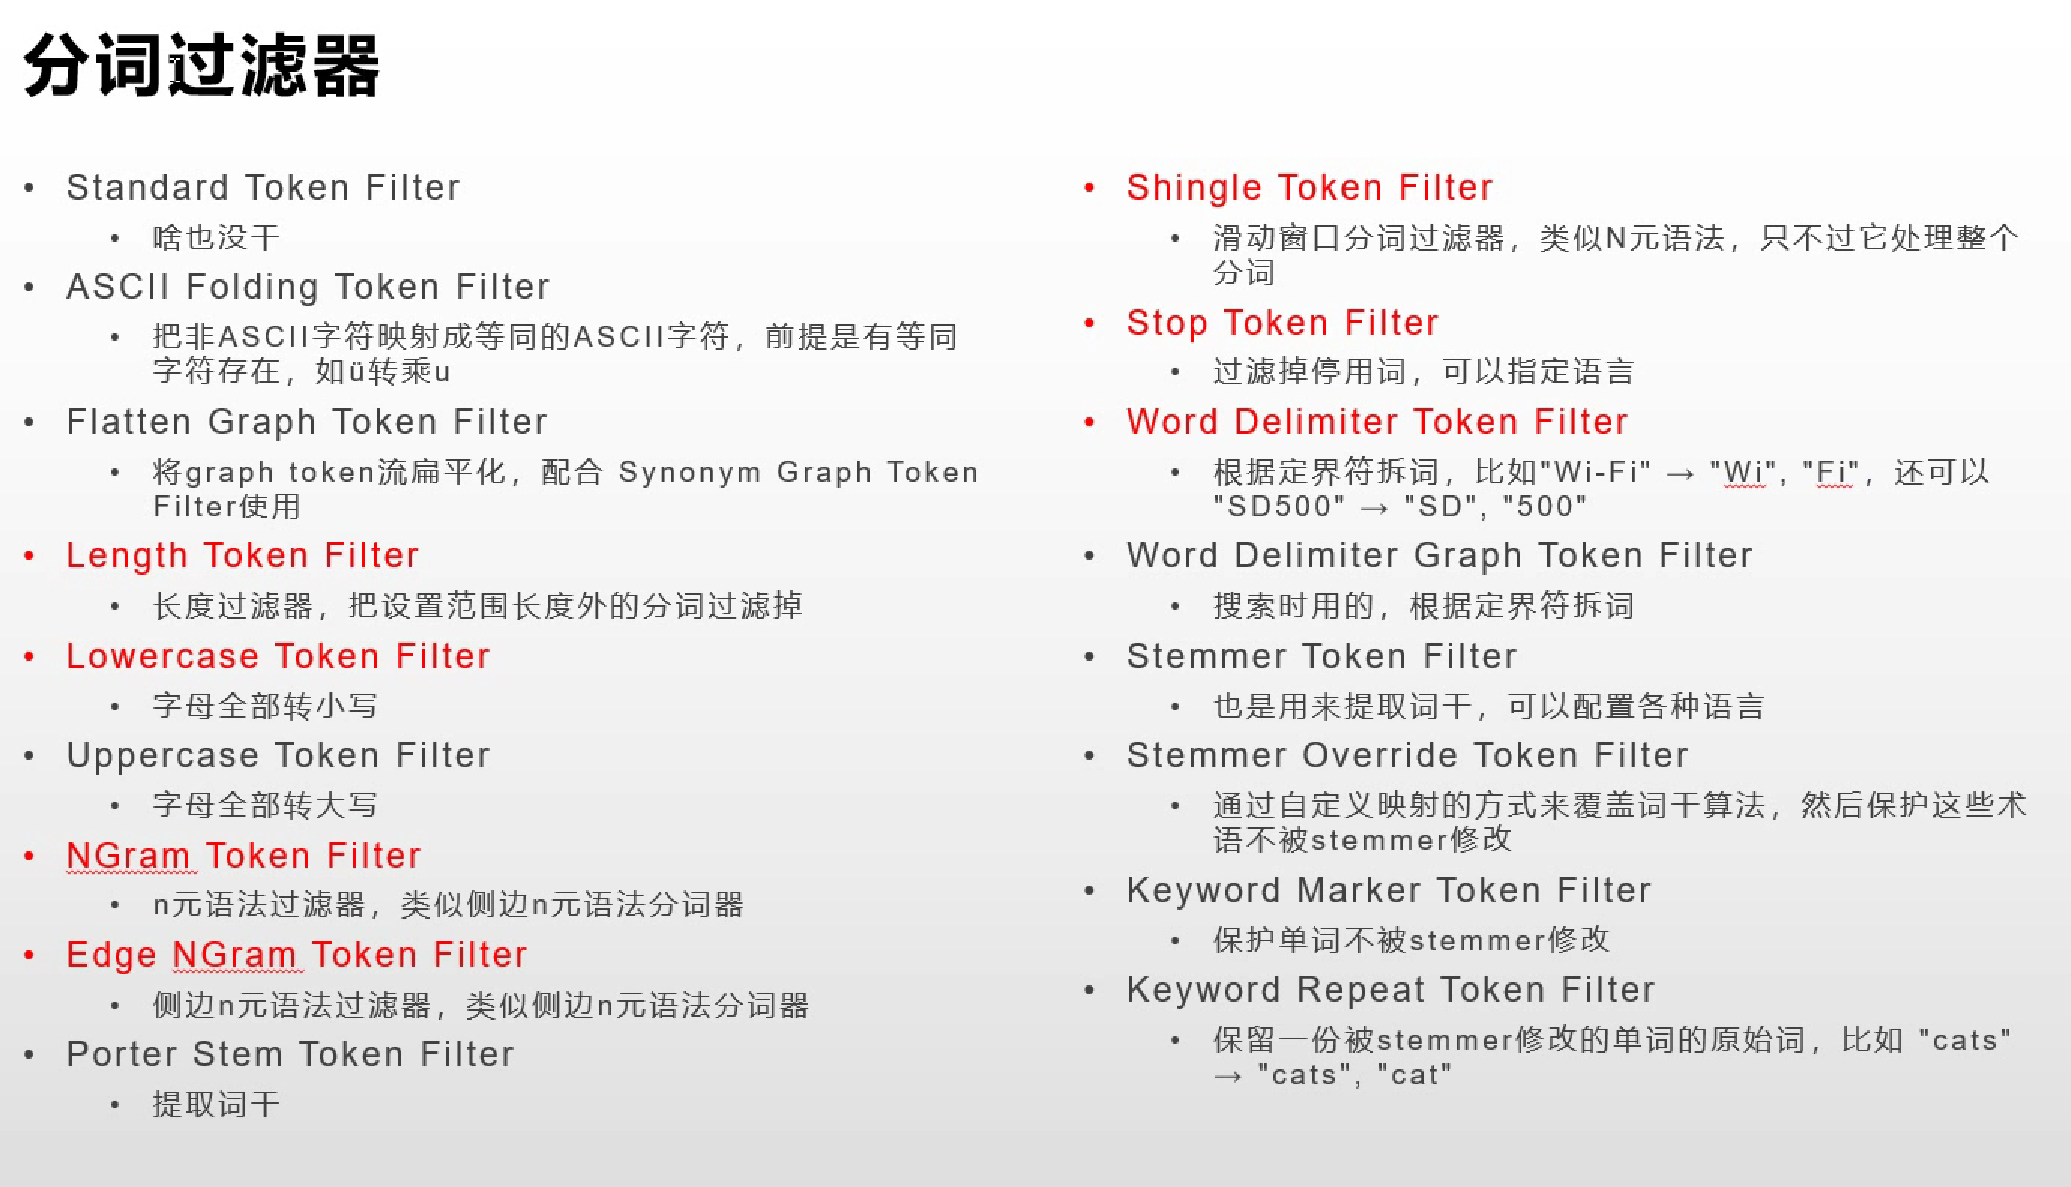 分词过滤器
• Standard Token Filter
• 啥也没干
• ASCII Folding Token Filter
• 把非ASCII字符映射成等同的ASCII字符，前提是有等同
字符存在，如ü转乘u
• Flatten Graph Token Filter
• 将graph token流扁平化，配合 Synonym Graph Token
Filter使用
• Length Token Filter
• 长度过滤器，把设置范围长度外的分词过滤掉
• Lowercase Token Filter
• 字母全部转小写
• Uppercase Token Filter
• 字母全部转大写
• NGram Token Filter
• n元语法过滤器，类似侧边n元语法分词器
• Edge NGram Token Filter
• 侧边n元语法过滤器，类似侧边n元语法分词器
• Porter Stem Token Filter
• 提取词干
• Shingle Token Filter
• 滑动窗口分词过滤器，类似N元语法，只不过它处理整个
分词
• Stop Token Filter
• 过滤掉停用词，可以指定语言
• Word Delimiter Token Filter
• 根据定界符拆词，比如"Wi-Fi" → "Wi", "Fi"，还可以
"SD500" → "SD", "500"
• Word Delimiter Graph Token Filter
• 搜索时用的，根据定界符拆词
• Stemmer Token Filter
• 也是用来提取词干，可以配置各种语言
• Stemmer Override Token Filter
• 通过自定义映射的方式来覆盖词干算法，然后保护这些术
语不被stemmer修改
• Keyword Marker Token Filter
• 保护单词不被stemmer修改
• Keyword Repeat Token Filter
• 保留一份被stemmer修改的单词的原始词，比如 "cats"
→ "cats", "cat"